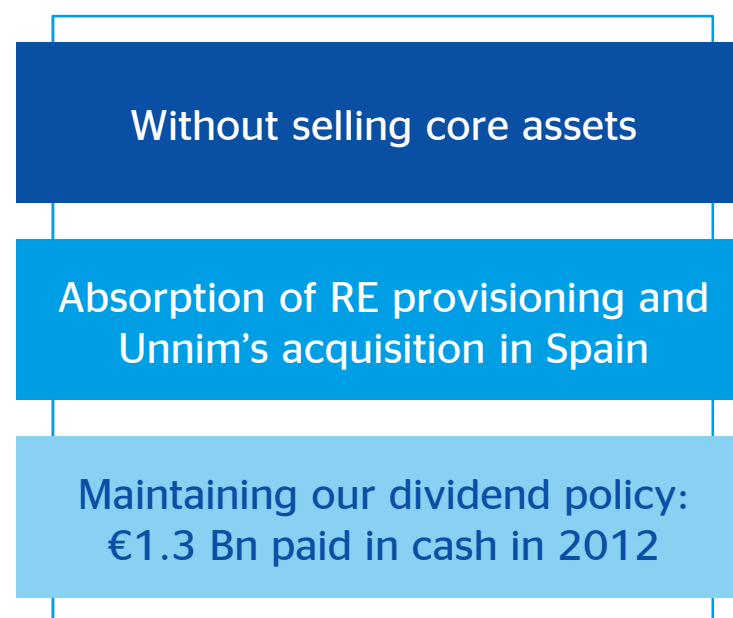 Without selling core assets
Absorption of RE provisioning and
Unnim’s acquisition in Spain
Maintaining our dividend policy:
€1.3 Bn paid in cash in 2012